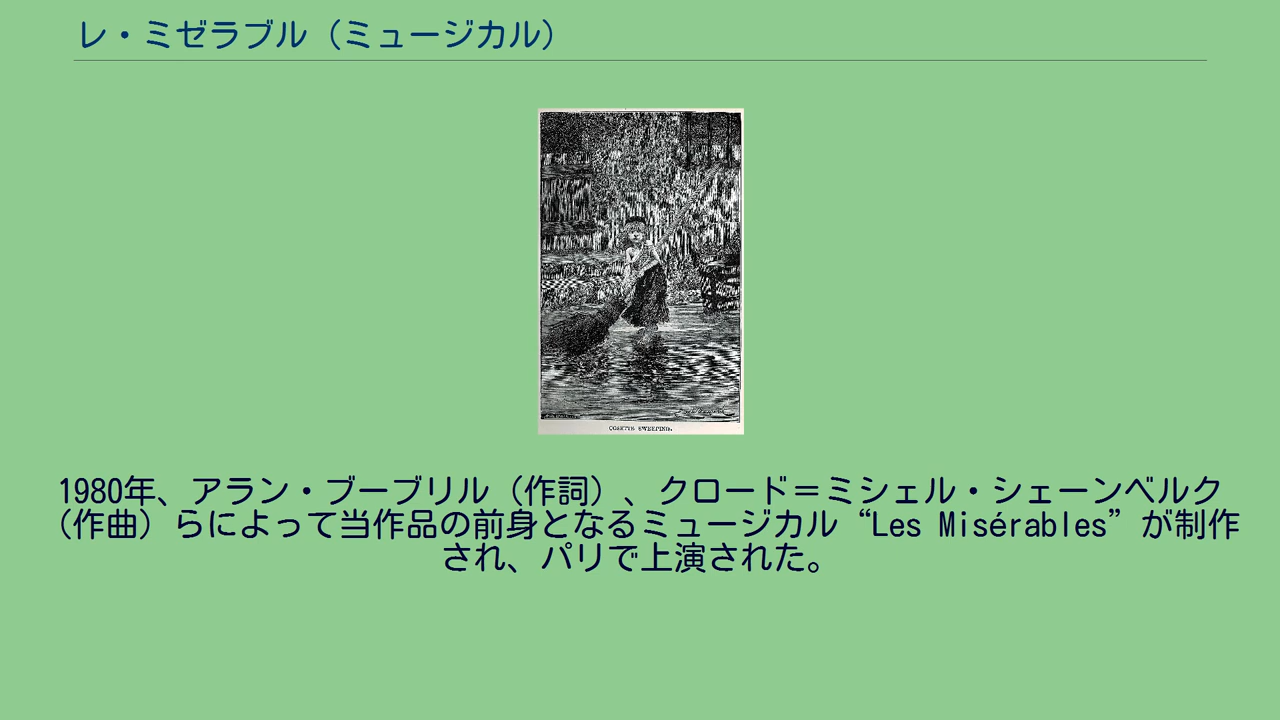 レ・ミゼラブル（ミュージカル）
COSETTE SWEEPING.
1980年、アラン・ブーブリル（作詞）、クロード＝ミシェル・シェーンベルク
（作曲）らによって当作品の前身となるミュージカル“Les Misérables”が制作
され、パリで上演された。